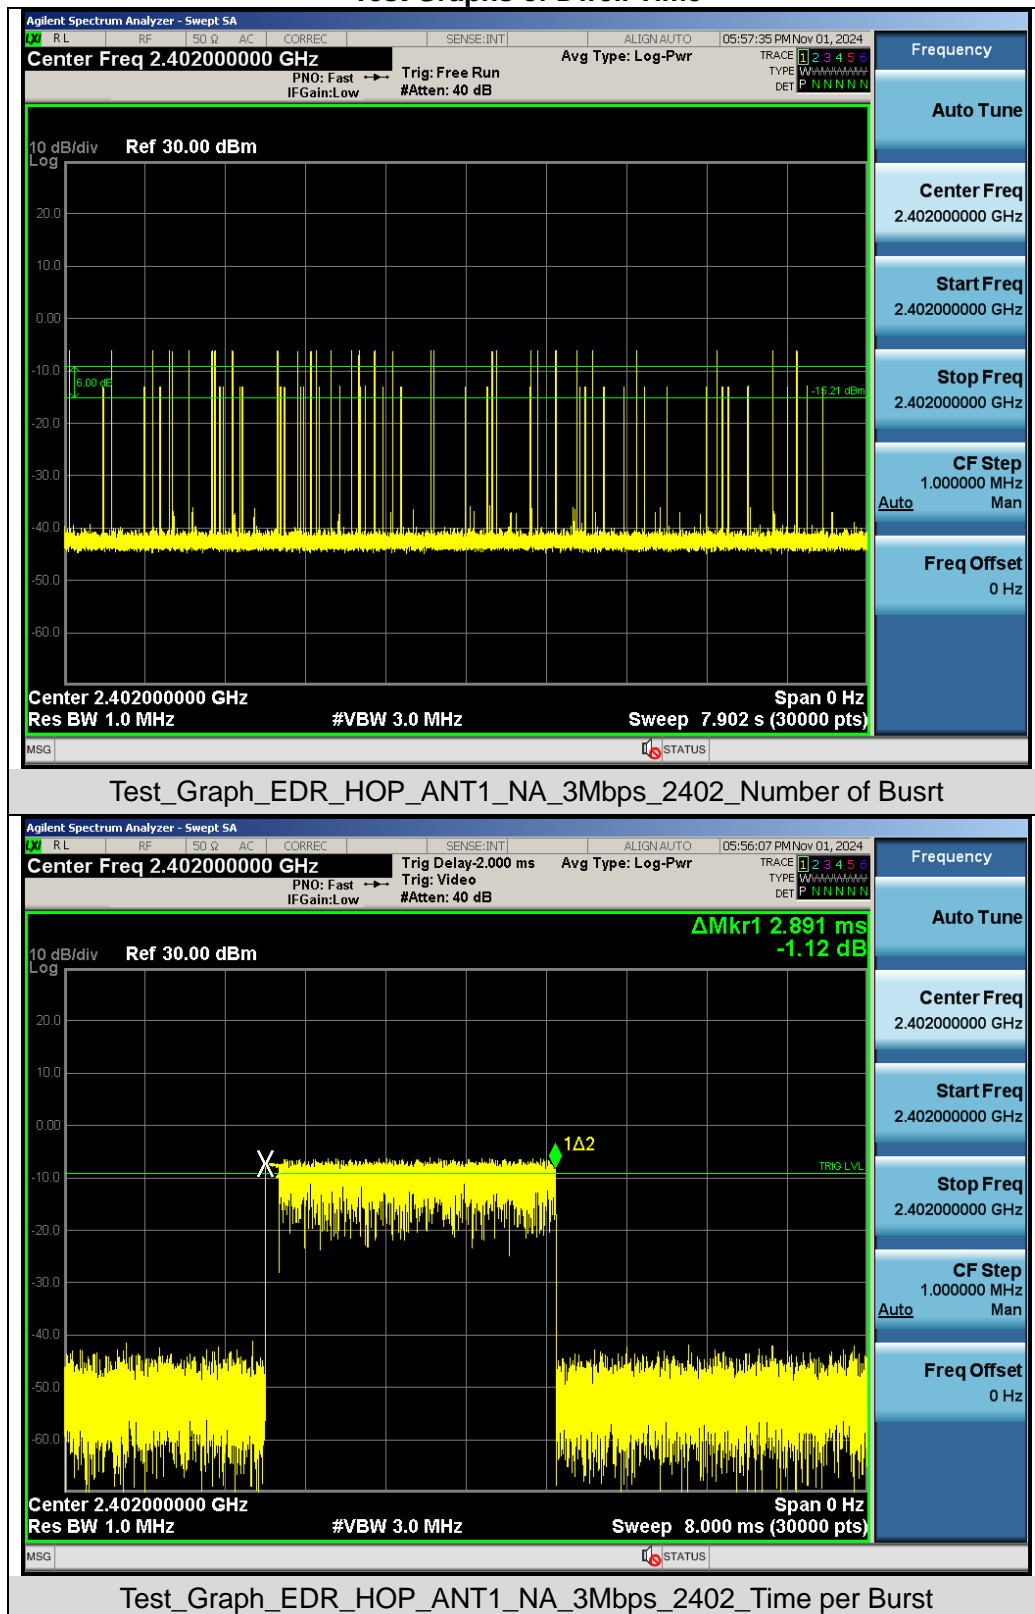 Test Graphs of Dwell Time
Agilent Spectrum Analyzer - Swept SA
LXI RL RF 50 Ω AC CORREC SENSE:INT ALIGN AUTO 05:57:35 PM Nov 01, 2024
Center Freq 2.402000000 GHz
PNO: Fast
IFGain:Low
Trig: Free Run
#Atten: 40 dB
Avg Type: Log-Pwr
TRACE 1 2 3 4 5 6
TYPE WWWWWWW
DET P N N N N N
Frequency
Auto Tune
10 dB/div Ref 30.00 dBm
Log
20.0
10.0
0.00
-10.0
-20.0
-30.0
-40.0
-50.0
-60.0
6.00 dB
-15.21 dBm
Center Freq
2.402000000 GHz
Start Freq
2.402000000 GHz
Stop Freq
2.402000000 GHz
CF Step
1.000000 MHz
Auto Man
Freq Offset
0 Hz
Center 2.402000000 GHz Span 0 Hz
Res BW 1.0 MHz #VBW 3.0 MHz Sweep 7.902 s (30000 pts)
MSG STATUS
Test_Graph_EDR_HOP_ANT1_NA_3Mbps_2402_Number of Busrt
Agilent Spectrum Analyzer - Swept SA
LXI RL RF 50 Ω AC CORREC SENSE:INT ALIGN AUTO 05:56:07 PM Nov 01, 2024
Center Freq 2.402000000 GHz
PNO: Fast
IFGain:Low
Trig Delay-2.000 ms
Trig: Video
#Atten: 40 dB
Avg Type: Log-Pwr
TRACE 1 2 3 4 5 6
TYPE WWWWWWW
DET P N N N N N
Frequency
Auto Tune
ΔMkr1 2.891 ms
-1.12 dB
10 dB/div Ref 30.00 dBm
Log
20.0
10.0
0.00
-10.0
-20.0
-30.0
-40.0
-50.0
-60.0
X
1Δ2
TRIG LVL
Center Freq
2.402000000 GHz
Start Freq
2.402000000 GHz
Stop Freq
2.402000000 GHz
CF Step
1.000000 MHz
Auto Man
Freq Offset
0 Hz
Center 2.402000000 GHz Span 0 Hz
Res BW 1.0 MHz #VBW 3.0 MHz Sweep 8.000 ms (30000 pts)
MSG STATUS
Test_Graph_EDR_HOP_ANT1_NA_3Mbps_2402_Time per Burst